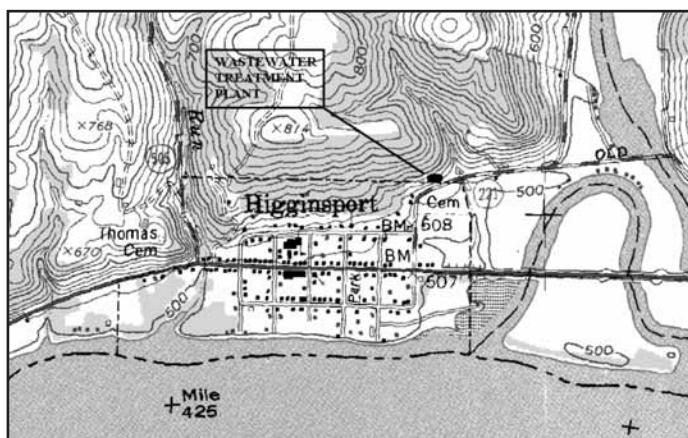 700
800
600
WASTEWATER
TREATMENT
PLANT
×768
Run
×814
505
OLD
Higginsport
221
500
Cem
Thomas
Cem
BM×508
×670
BM
507
Park
500
500
Mile
425